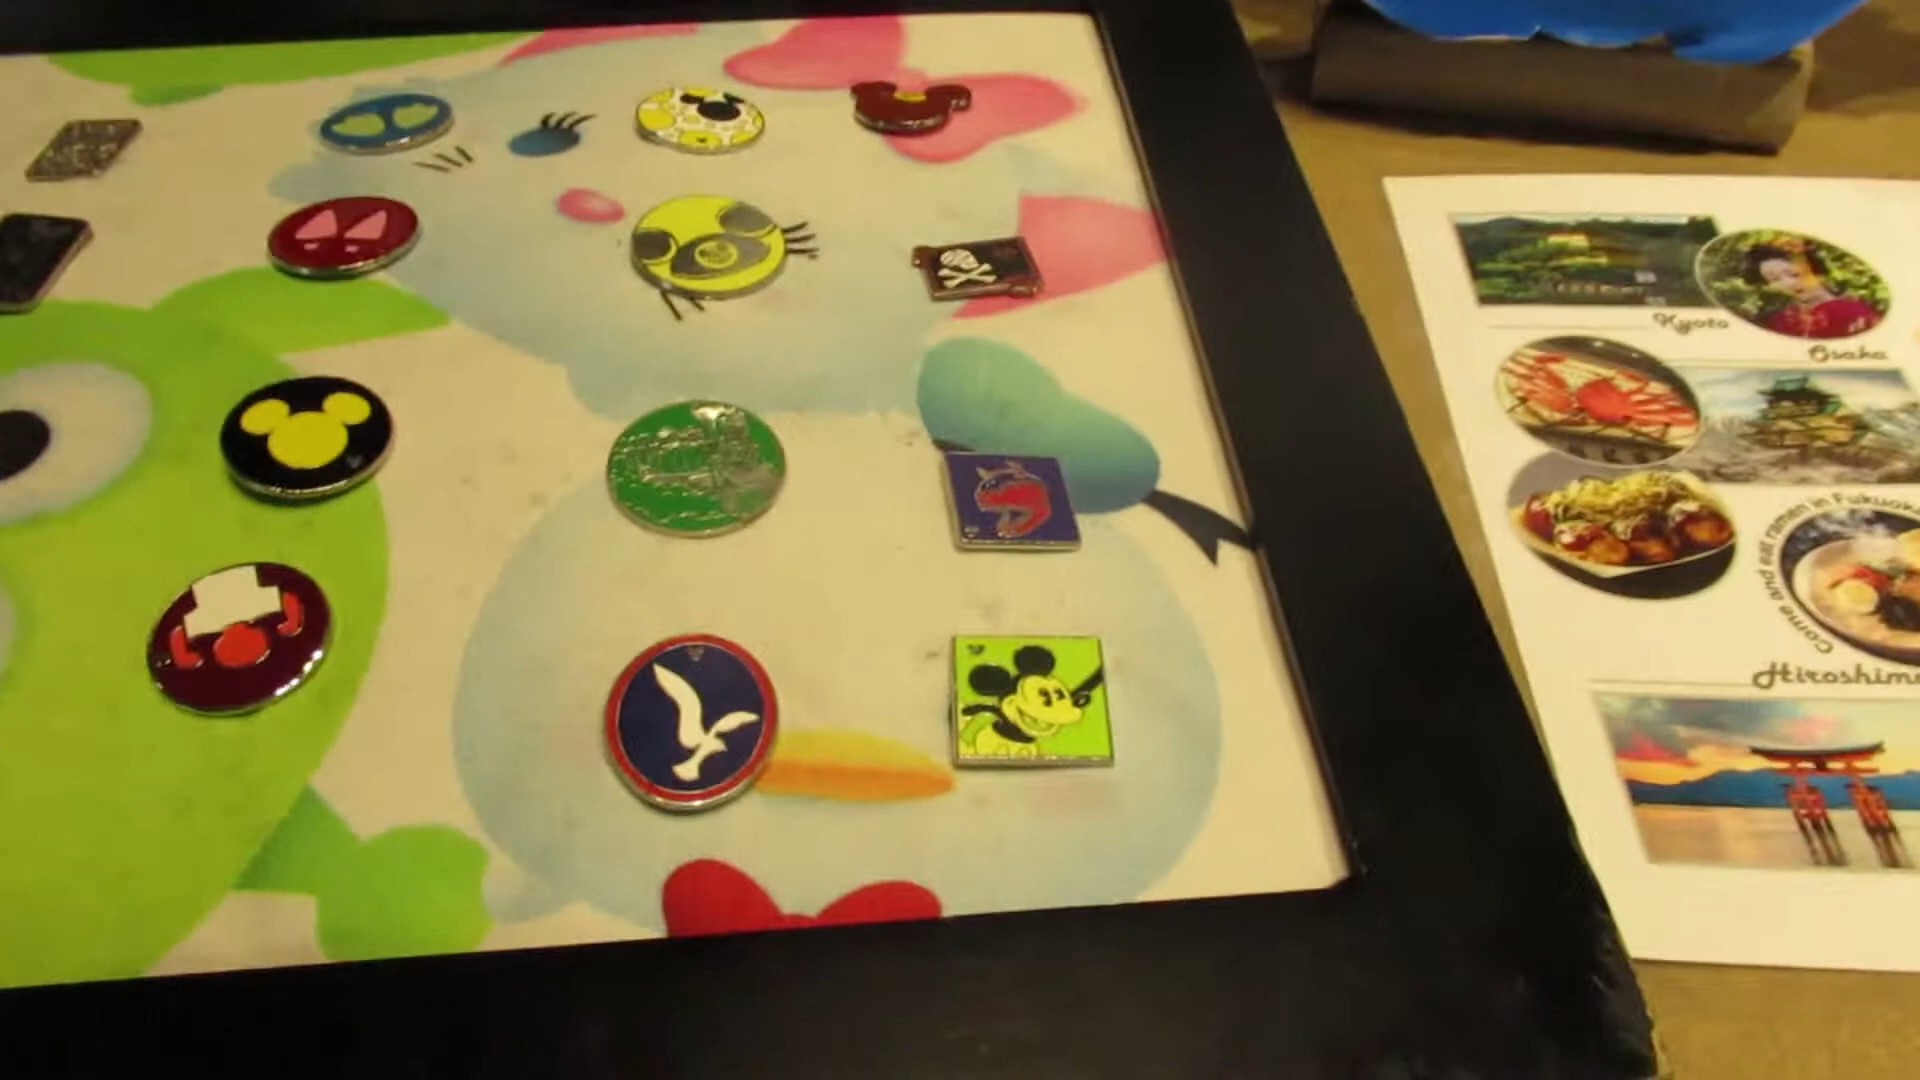 Kyoto
Osaka
Come and eat ramen in Fukuoka
Hiroshima